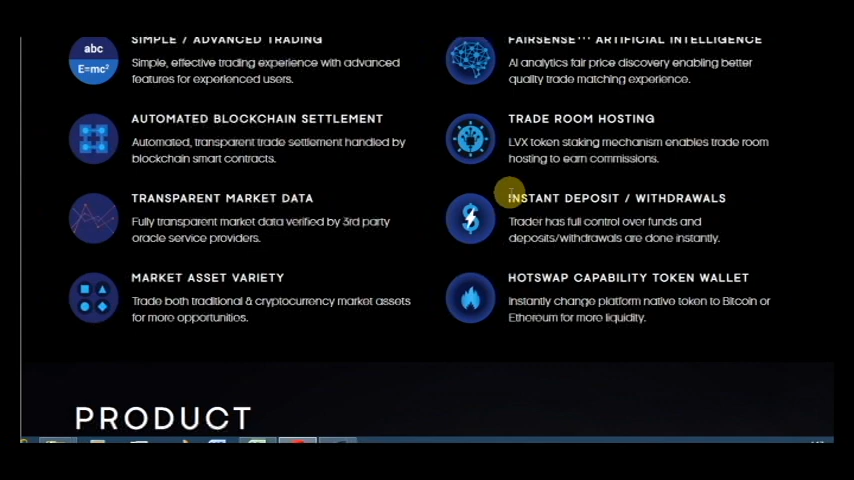 abc
E=mc²
SIMPLE / ADVANCED TRADING
Simple, effective trading experience with advanced
features for experienced users.
FAIRSENSE ARTIFICIAL INTELLIGENCE
AI analytics fair price discovery enabling better
quality trade matching experience.
AUTOMATED BLOCKCHAIN SETTLEMENT
Automated, transparent trade settlement handled by
blockchain smart contracts.
TRADE ROOM HOSTING
LVX token staking mechanism enables trade room
hosting to earn commissions.
TRANSPARENT MARKET DATA
Fully transparent market data verified by 3rd party
oracle service providers.
INSTANT DEPOSIT / WITHDRAWALS
Trader has full control over funds and
deposits/withdrawals are done instantly.
MARKET ASSET VARIETY
Trade both traditional & cryptocurrency market assets
for more opportunities.
HOTSWAP CAPABILITY TOKEN WALLET
Instantly change platform native token to Bitcoin or
Ethereum for more liquidity.
PRODUCT